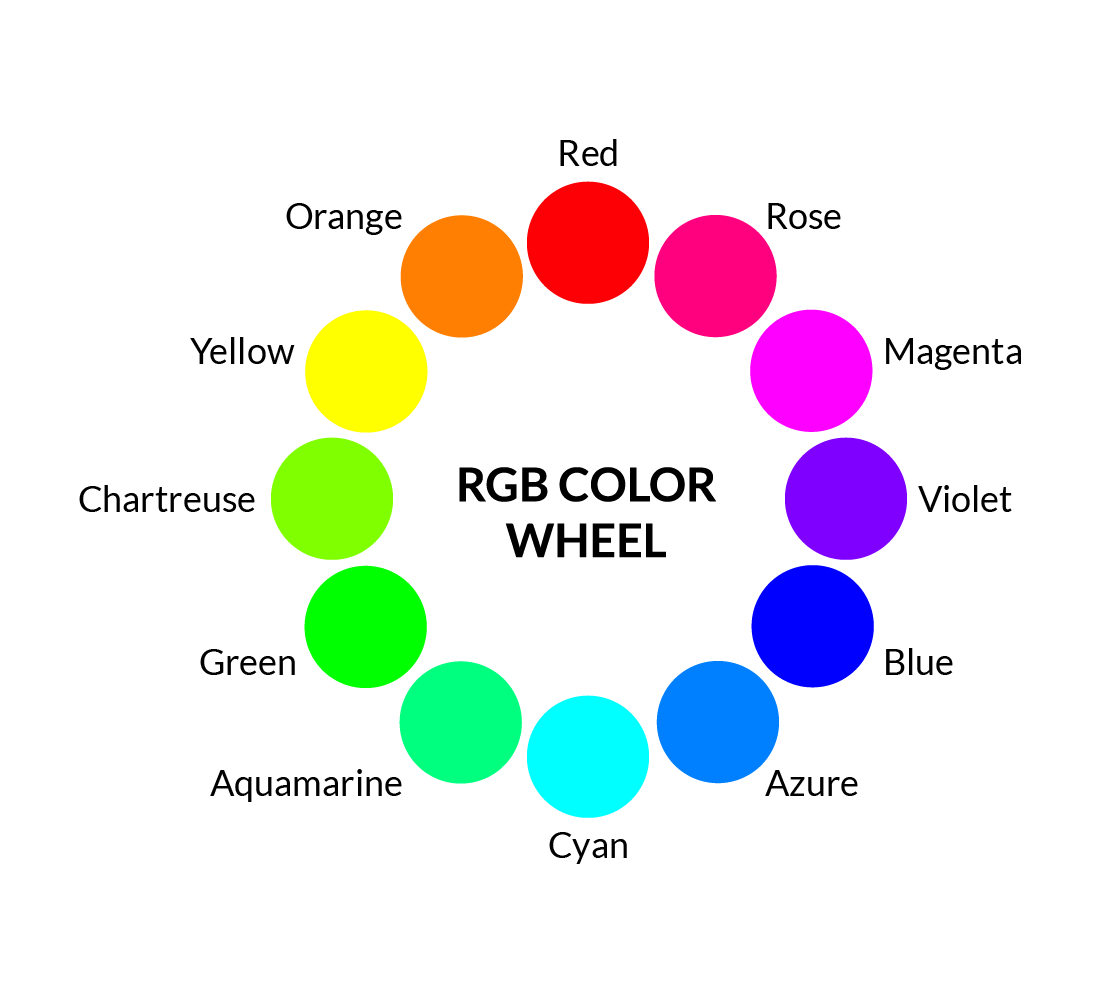 Red
Orange
Rose
Yellow
Magenta
RGB COLOR
WHEEL
Chartreuse
Violet
Green
Blue
Aquamarine
Azure
Cyan